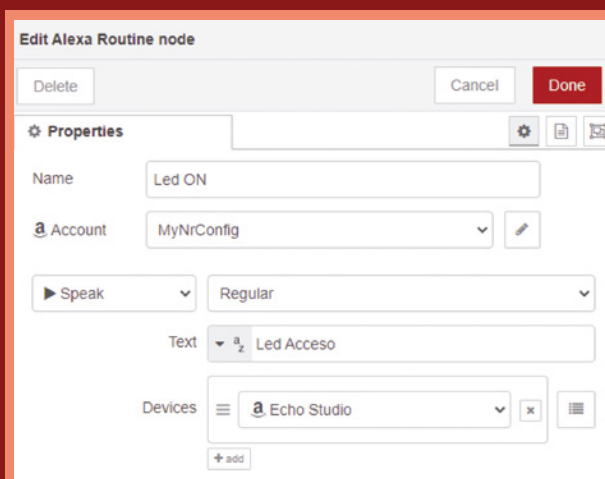 Edit Alexa Routine node
Delete Cancel Done
Properties
Name Led ON
a Account MyNrConfig
Speak Regular
Text a z Led Acceso
Devices a Echo Studio x
+ add